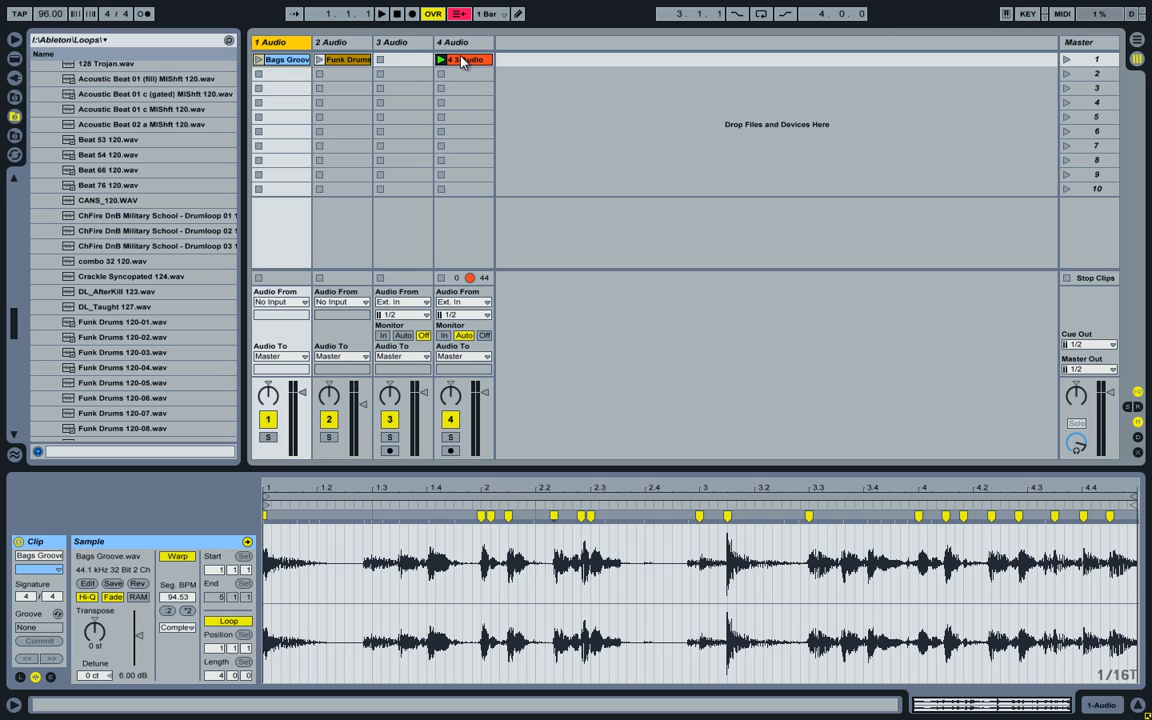 TAP 96.00 4 / 4 1. 1. 1 OVR 1 Bar 3. 1. 1 4. 0. 0 KEY MIDI 1 % D
I:\Ableton\Loops\
Name
128 Trojan.wav
Acoustic Beat 01 (fill) MIShft 120.wav
Acoustic Beat 01 c (gated) MIShft 120.wav
Acoustic Beat 01 c MIShft 120.wav
Acoustic Beat 02 a MIShft 120.wav
Beat 53 120.wav
Beat 54 120.wav
Beat 66 120.wav
Beat 76 120.wav
CANS_120.WAV
ChFire DnB Military School - Drumloop 01 1
ChFire DnB Military School - Drumloop 02 1
ChFire DnB Military School - Drumloop 03 1
combo 32 120.wav
Crackle Syncopated 124.wav
DL_AfterKill 123.wav
DL_Taught 127.wav
Funk Drums 120-01.wav
Funk Drums 120-02.wav
Funk Drums 120-03.wav
Funk Drums 120-04.wav
Funk Drums 120-05.wav
Funk Drums 120-06.wav
Funk Drums 120-07.wav
Funk Drums 120-08.wav
1 Audio 2 Audio 3 Audio 4 Audio Master
Bags Groov Funk Drums 1
2
3
4
Drop Files and Devices Here
5
6
7
8
9
10
0 44 Stop Clips
Audio From Audio From Audio From Audio From
No Input No Input Ext. In Ext. In
1/2 1/2
Monitor Monitor
In Auto Off In Auto Off Cue Out
1/2
Audio To Audio To Audio To Audio To
Master Master Master Master Master Out
1/2
1 2 3 4 Solo
S S S S
1 1.2 1.3 1.4 2 2.2 2.3 2.4 3 3.2 3.3 3.4 4 4.2 4.3 4.4
Clip Sample
Bags Groove Bags Groove.wav Warp Start Set
44.1 kHz 32 Bit 2 Ch 1 1 1
Signature Edit Save Rev. Seg. BPM End Set
4 / 4 Hi-Q Fade RAM 94.53 5 1 1
Groove Transpose :2 *2
None Comple Loop
Commit Position Set
0 st 1 1 1
<< >> Detune Length Set
L E 0 ct 6.00 dB 4 0 0
1/16T
1-Audio